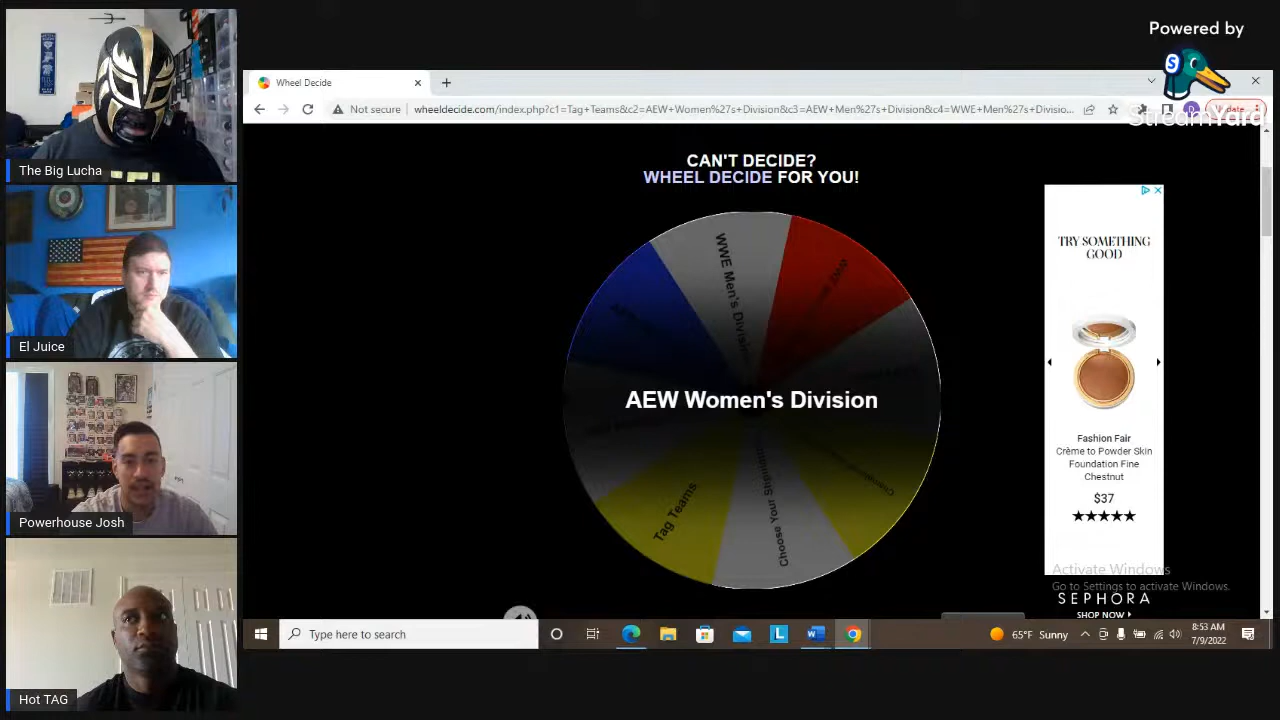 The Big Lucha
El Juice
Powerhouse Josh
Hot TAG
Powered by
S
StreamYard
Wheel Decide
Not secure
wheeldecide.com/index.php?c1=Tag+Teams&c2=AEW+Women%27s+Division&c3=AEW+Men%27s+Division&c4=WWE+Men%27s+Divisio...
CAN'T DECIDE?
WHEEL DECIDE FOR YOU!
WWE Men's Division
AEW Women's Division
Tag Teams
Choose Your
TRY SOMETHING
GOOD
Fashion Fair
Crème to Powder Skin
Foundation Fine
Chestnut
$37
★★★★★
Activate Windows
Go to Settings to activate Windows.
SEPHORA
SHOP NOW
Type here to search
65°F Sunny
8:53 AM
7/9/2022